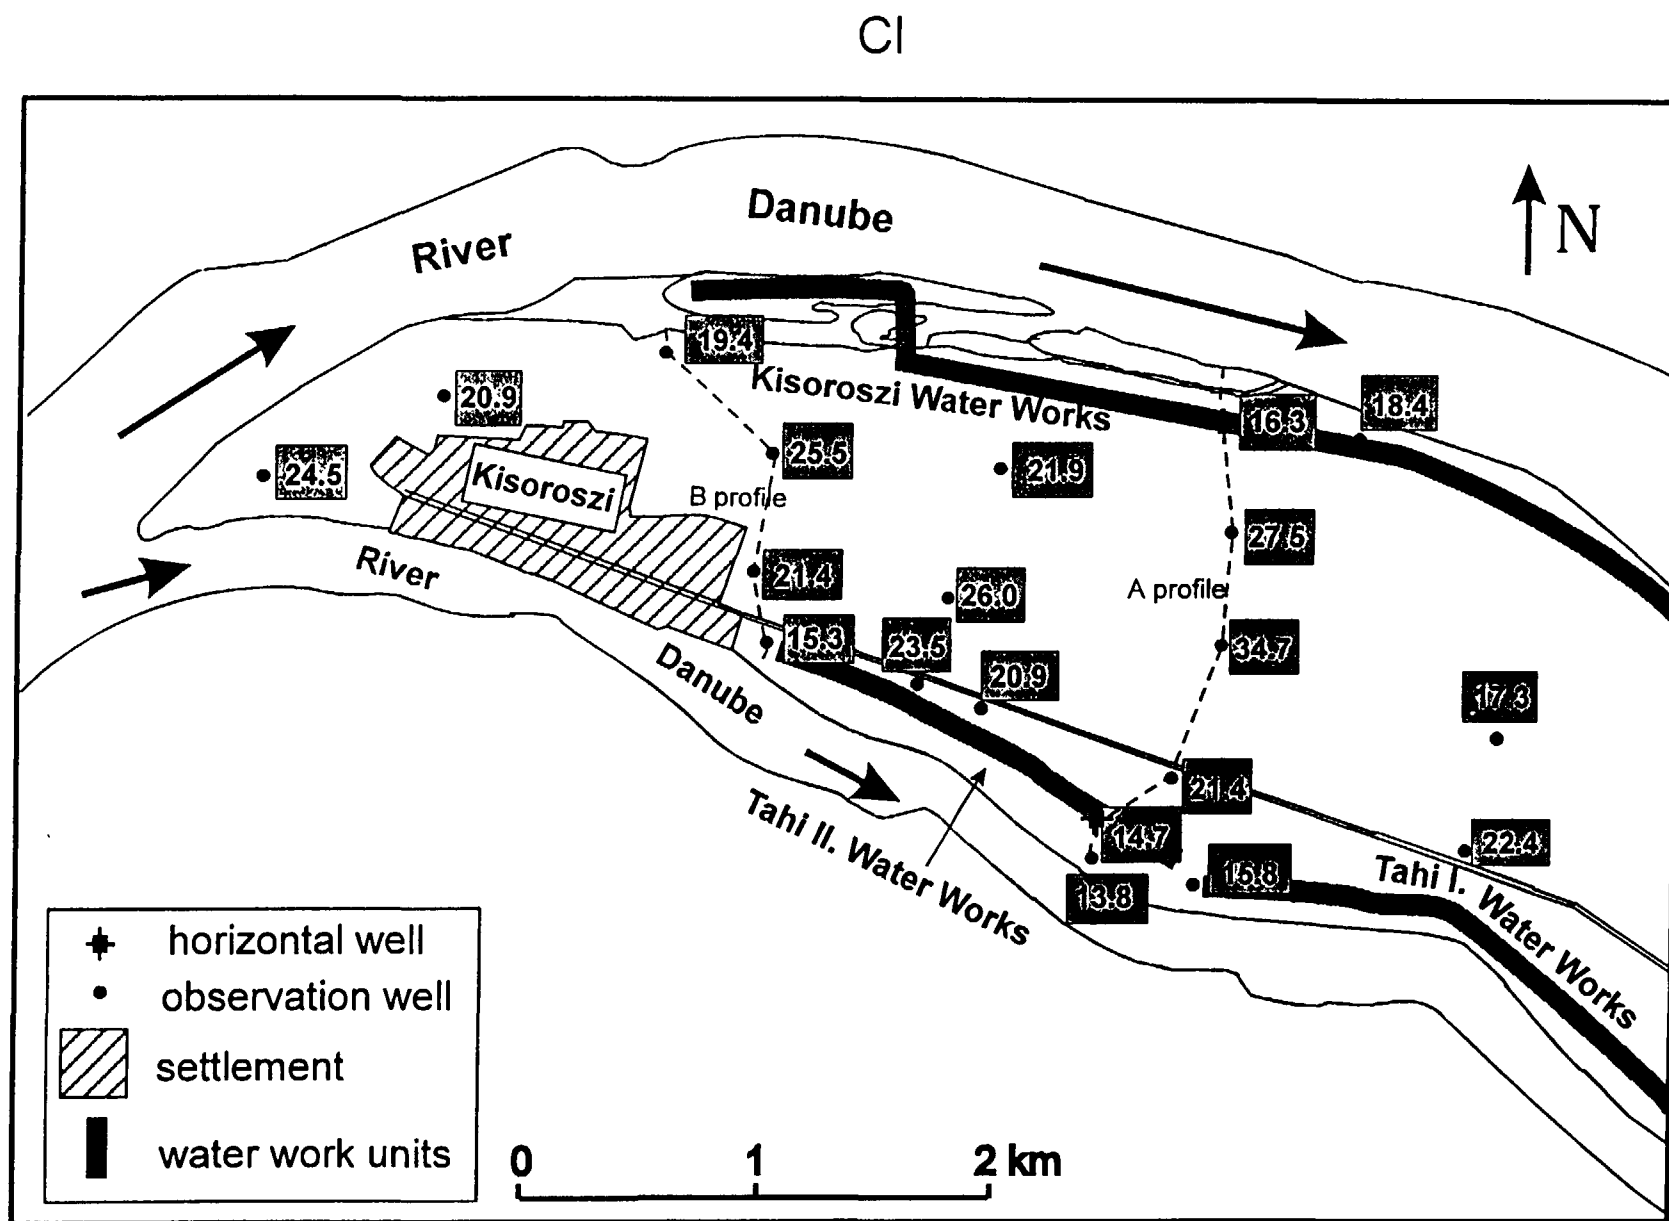 Cl
Danube
River
N
19.4
Kisoroszi Water Works
20.9
18.4
16.3
25.5
21.9
24.5
Kisoroszi
B profile
27.5
River
21.4
26.0
A profile
15.3
23.5
34.7
20.9
Danube
17.3
21.4
Tahi II. Water Works
14.7
22.4
15.8
13.8
Tahi I. Water Works
horizontal well
observation well
settlement
water work units
0 1 2 km